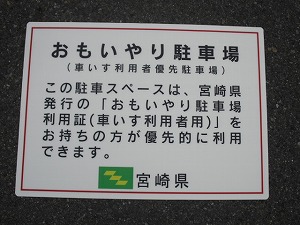 おもいやり駐車場
(車いす利用者優先駐車場)
この駐車スペースは、宮崎県
発行の「おもいやり駐車場
利用証(車いす利用者用)」を
お持ちの方が優先的に利用
できます。
宮崎県